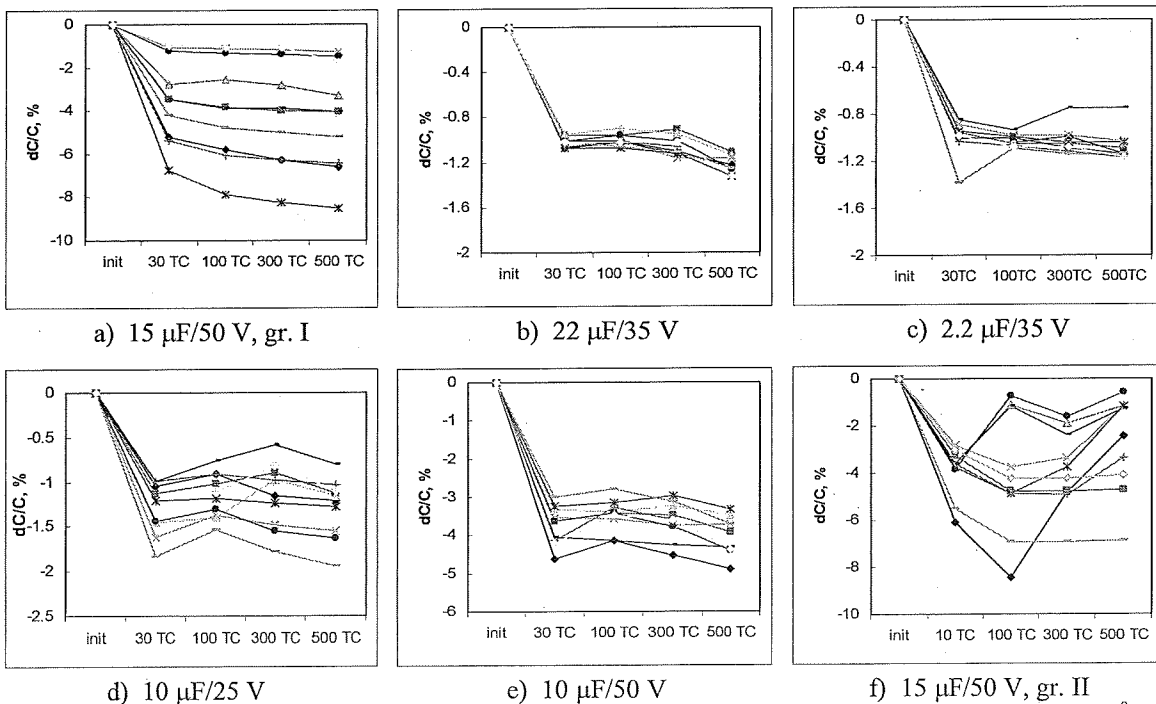 0
-2
-4
-6
-8
-10
dC/C, %
init 30 TC 100 TC 300 TC 500 TC
a) 15 µF/50 V, gr. I
0
-0.4
-0.8
-1.2
-1.6
-2
dC/C, %
init 30 TC 100 TC 300 TC 500 TC
b) 22 µF/35 V
0
-0.4
-0.8
-1.2
-1.6
-2
dC/C, %
init 30TC 100TC 300TC 500TC
c) 2.2 µF/35 V
0
-0.5
-1
-1.5
-2
-2.5
dC/C, %
init 30 TC 100 TC 300 TC 500 TC
d) 10 µF/25 V
0
-1
-2
-3
-4
-5
-6
dC/C, %
init 30 TC 100 TC 300 TC 500 TC
e) 10 µF/50 V
0
-2
-4
-6
-8
-10
dC/C, %
init 10 TC 100 TC 300 TC 500 TC
f) 15 µF/50 V, gr. II